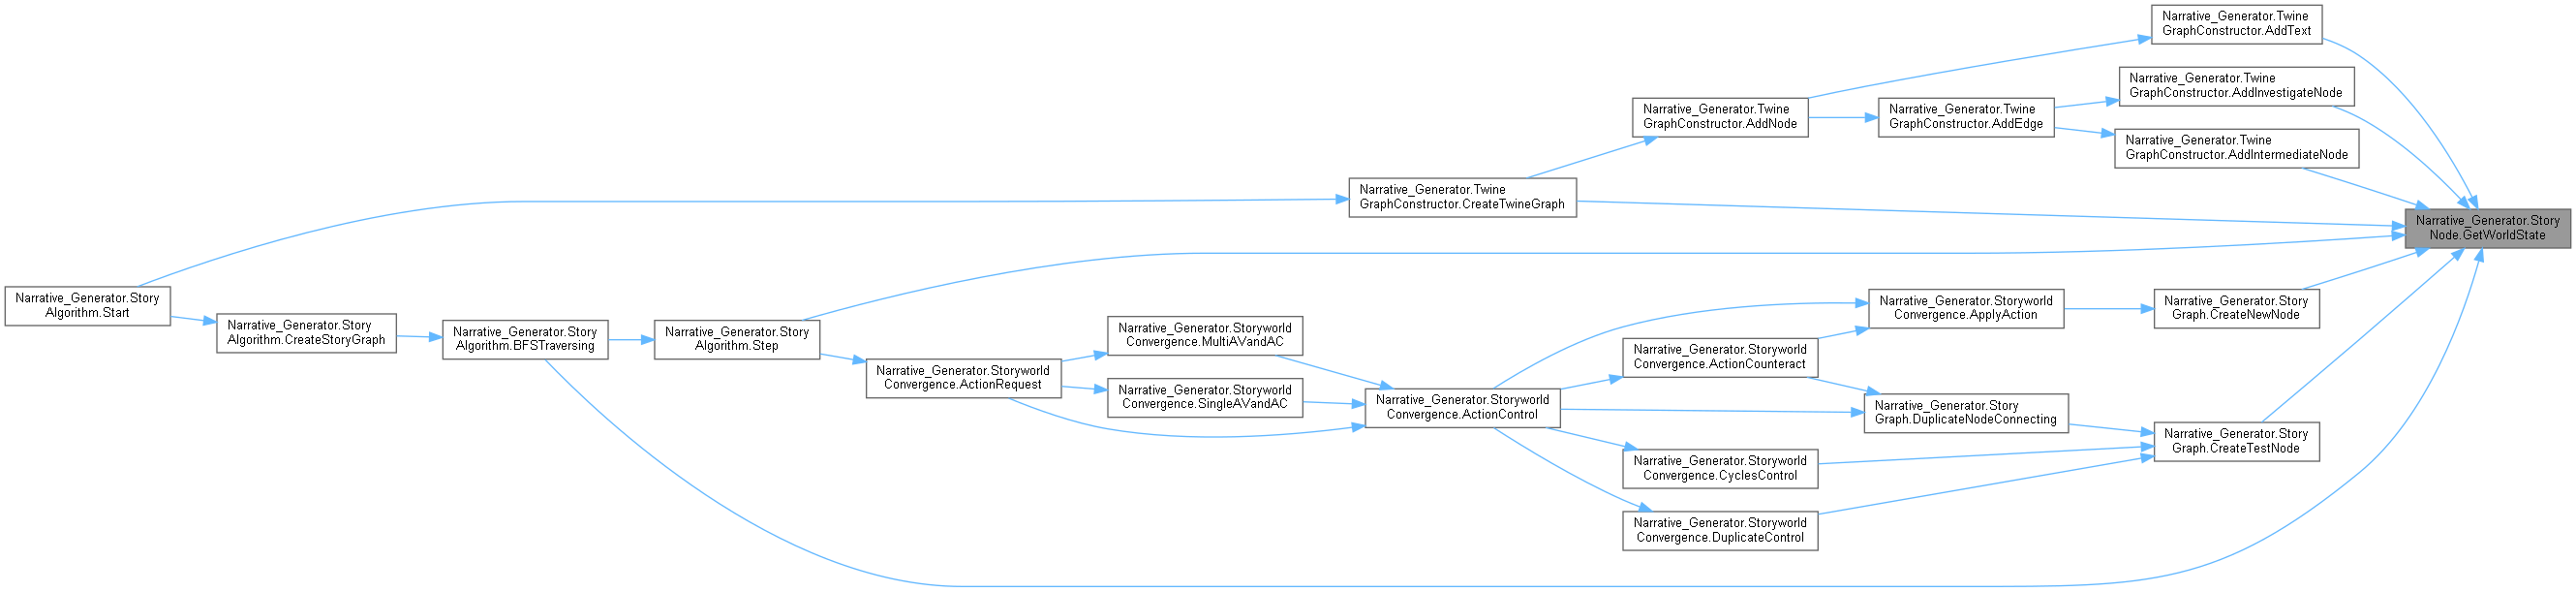 Narrative_Generator.Twine
GraphConstructor.AddText
Narrative_Generator.Twine
GraphConstructor.AddInvestigateNode
Narrative_Generator.Twine
GraphConstructor.AddNode
Narrative_Generator.Twine
GraphConstructor.AddEdge
Narrative_Generator.Twine
GraphConstructor.AddIntermediateNode
Narrative_Generator.Twine
GraphConstructor.CreateTwineGraph
Narrative_Generator.Story
Node.GetWorldState
Narrative_Generator.Story
Algorithm.Start
Narrative_Generator.Story
Algorithm.CreateStoryGraph
Narrative_Generator.Story
Algorithm.BFSTraversing
Narrative_Generator.Story
Algorithm.Step
Narrative_Generator.Storyworld
Convergence.ActionRequest
Narrative_Generator.Storyworld
Convergence.MultiAVandAC
Narrative_Generator.Storyworld
Convergence.SingleAVandAC
Narrative_Generator.Storyworld
Convergence.ActionControl
Narrative_Generator.Storyworld
Convergence.ApplyAction
Narrative_Generator.Story
Graph.CreateNewNode
Narrative_Generator.Storyworld
Convergence.ActionCounteract
Narrative_Generator.Story
Graph.DuplicateNodeConnecting
Narrative_Generator.Story
Graph.CreateTestNode
Narrative_Generator.Storyworld
Convergence.CyclesControl
Narrative_Generator.Storyworld
Convergence.DuplicateControl